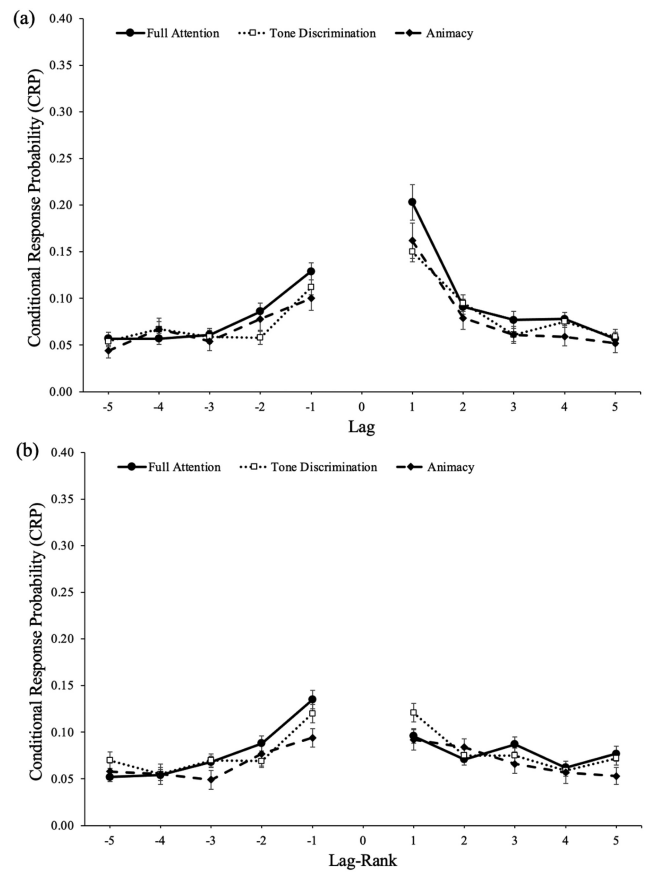 (a)
Full Attention Tone Discrimination Animacy
Conditional Response Probability (CRP)
0.40
0.35
0.30
0.25
0.20
0.15
0.10
0.05
0.00
-5 -4 -3 -2 -1 0 1 2 3 4 5
Lag
(b)
Full Attention Tone Discrimination Animacy
Conditional Response Probability (CRP)
0.40
0.35
0.30
0.25
0.20
0.15
0.10
0.05
0.00
-5 -4 -3 -2 -1 0 1 2 3 4 5
Lag-Rank